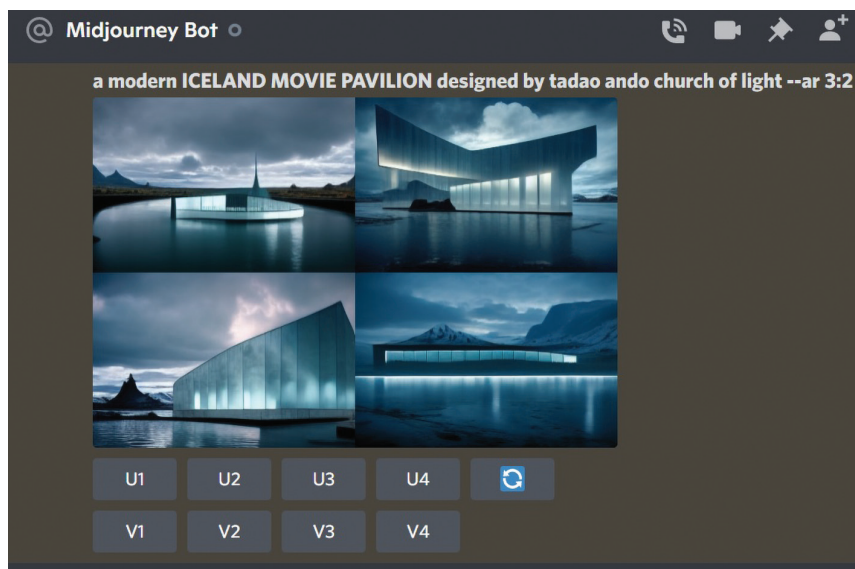 Midjourney Bot
a modern ICELAND MOVIE PAVILION designed by tadao ando church of light --ar 3:2
U1 U2 U3 U4
V1 V2 V3 V4